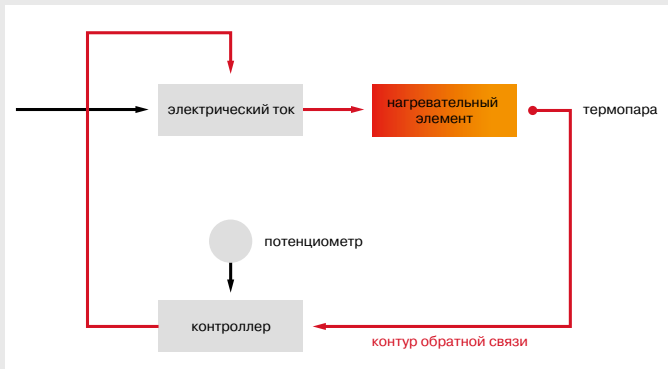 электрический ток
нагревательный
элемент
термопара
потенциометр
контроллер
контур обратной связи